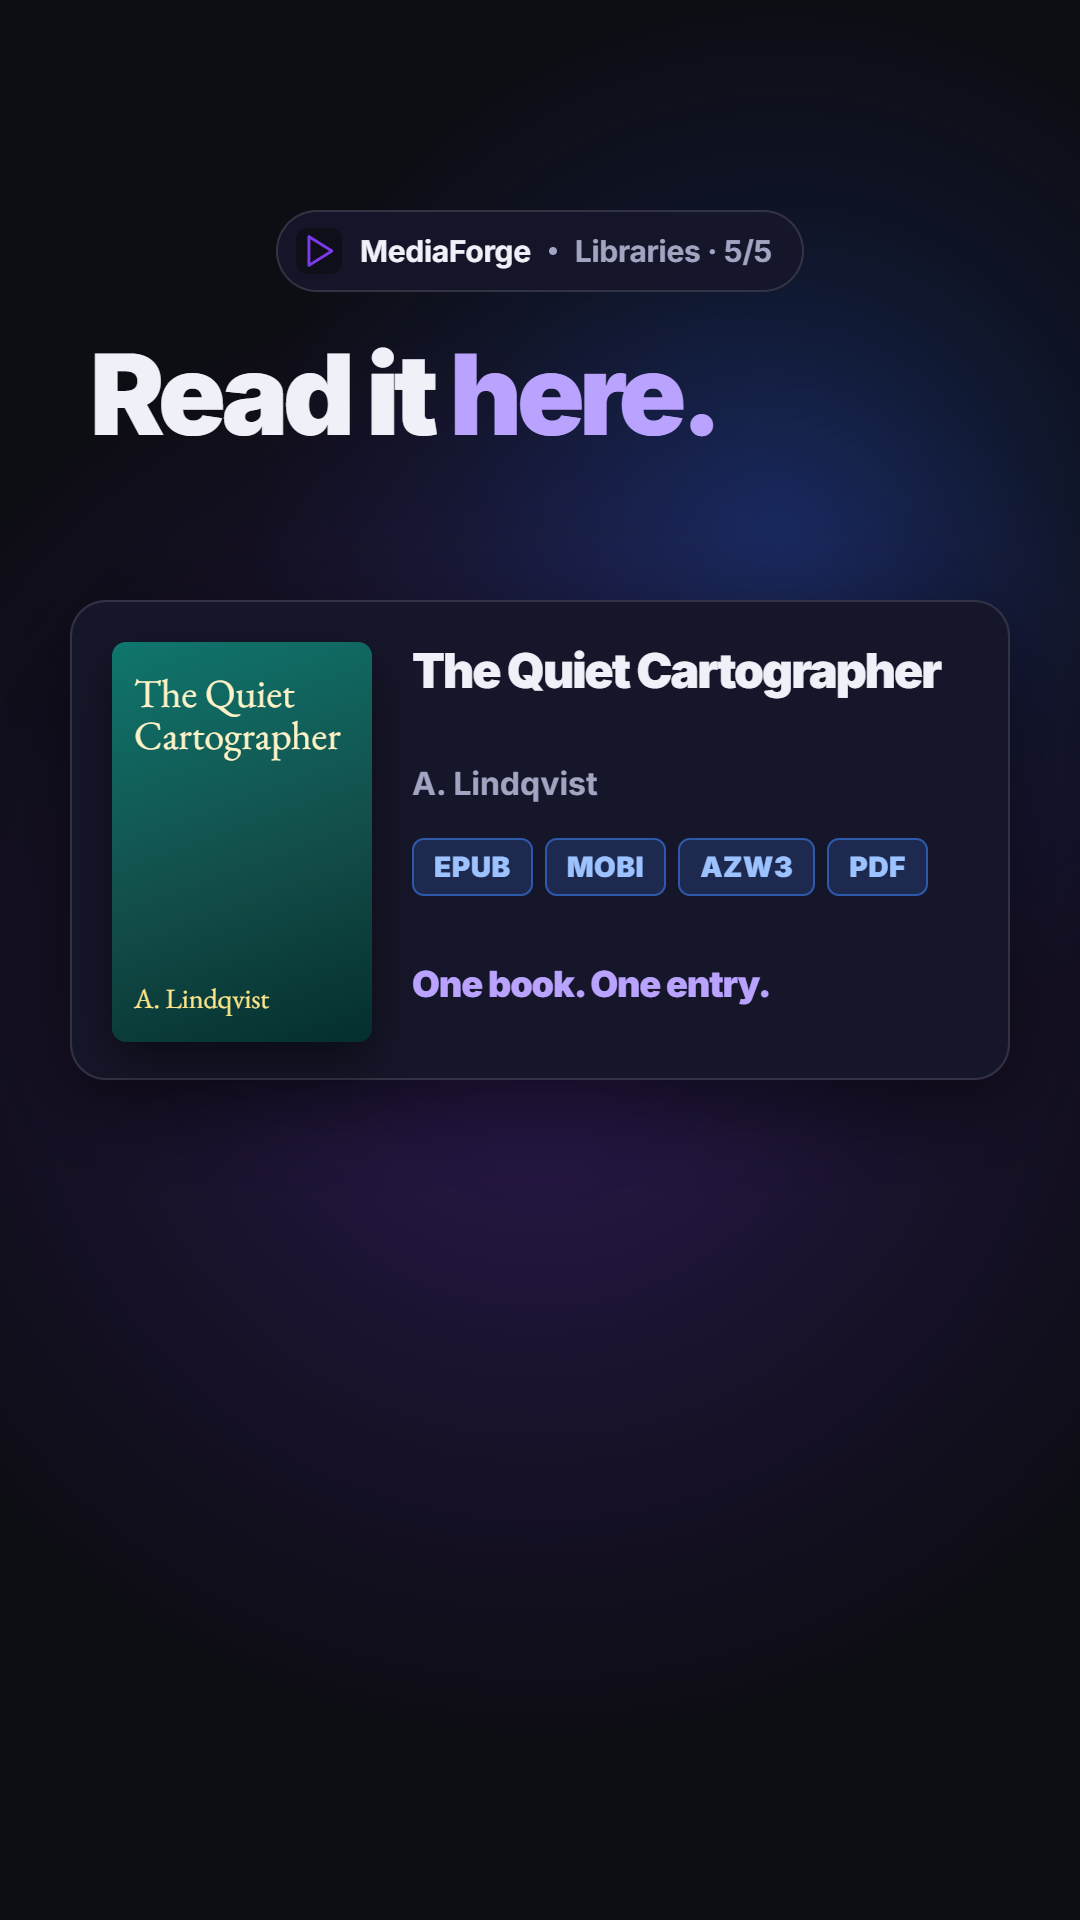 MediaForge • Libraries · 5/5
Read it here.
The Quiet
Cartographer
A. Lindqvist
The Quiet Cartographer
A. Lindqvist
EPUB MOBI AZW3 PDF
One book. One entry.